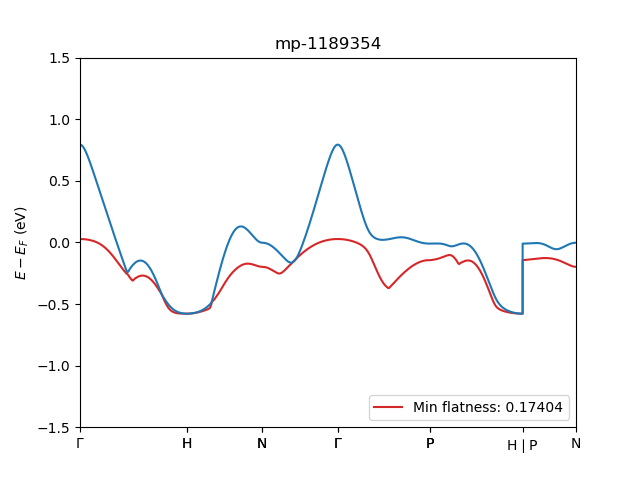 mp-1189354
1.5
1.0
0.5
0.0
−0.5
−1.0
−1.5
E − E_F (eV)
Min flatness: 0.17404
Γ H N Γ P H | P N